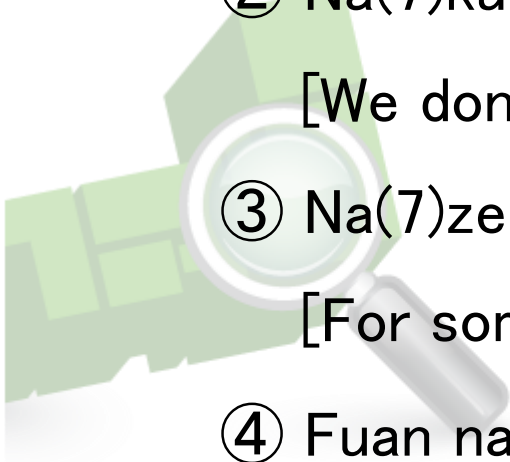 ② Na(7)ku
[We don
③ Na(7)ze
[For sor
④ Fuan na